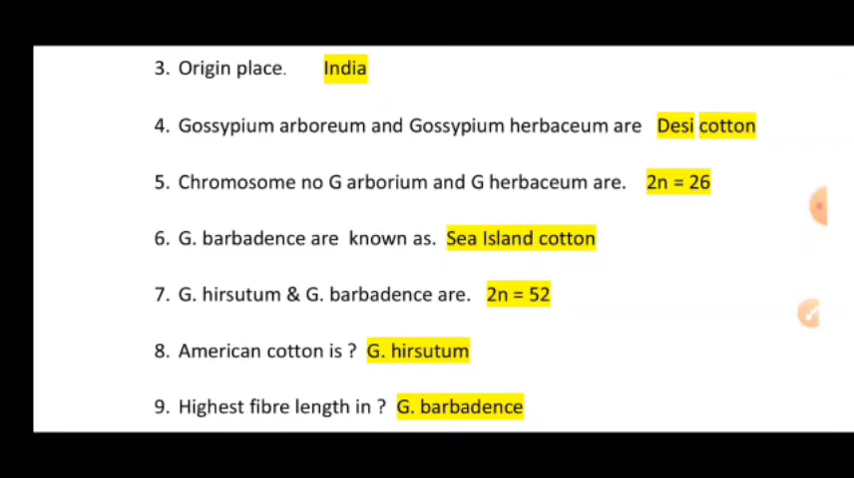 3. Origin place. India
4. Gossypium arboreum and Gossypium herbaceum are Desi cotton
5. Chromosome no G arborium and G herbaceum are. 2n = 26
6. G. barbadence are known as. Sea Island cotton
7. G. hirsutum & G. barbadence are. 2n = 52
8. American cotton is ? G. hirsutum
9. Highest fibre length in ? G. barbadence